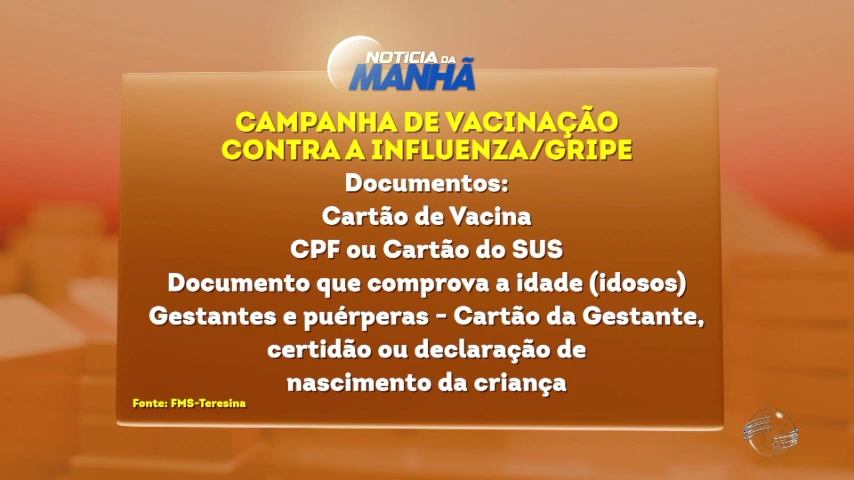 NOTÍCIA DA
MANHÃ
CAMPANHA DE VACINAÇÃO
CONTRA A INFLUENZA/GRIPE
Documentos:
Cartão de Vacina
CPF ou Cartão do SUS
Documento que comprova a idade (idosos)
Gestantes e puérperas - Cartão da Gestante,
certidão ou declaração de
nascimento da criança
Fonte: FMS-Teresina